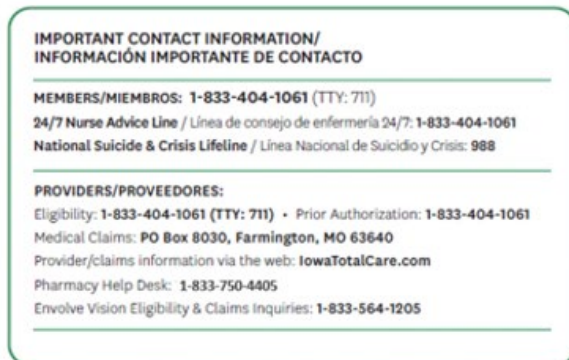 IMPORTANT CONTACT INFORMATION/
INFORMACIÓN IMPORTANTE DE CONTACTO
MEMBERS/MIEMBROS: 1-833-404-1061 (TTY: 711)
24/7 Nurse Advice Line / Línea de consejo de enfermería 24/7: 1-833-404-1061
National Suicide & Crisis Lifeline / Línea Nacional de Suicidio y Crisis: 988
PROVIDERS/PROVEEDORES:
Eligibility: 1-833-404-1061 (TTY: 711) • Prior Authorization: 1-833-404-1061
Medical Claims: PO Box 8030, Farmington, MO 63640
Provider/claims information via the web: IowaTotalCare.com
Pharmacy Help Desk: 1-833-750-4405
Envolve Vision Eligibility & Claims Inquiries: 1-833-564-1205